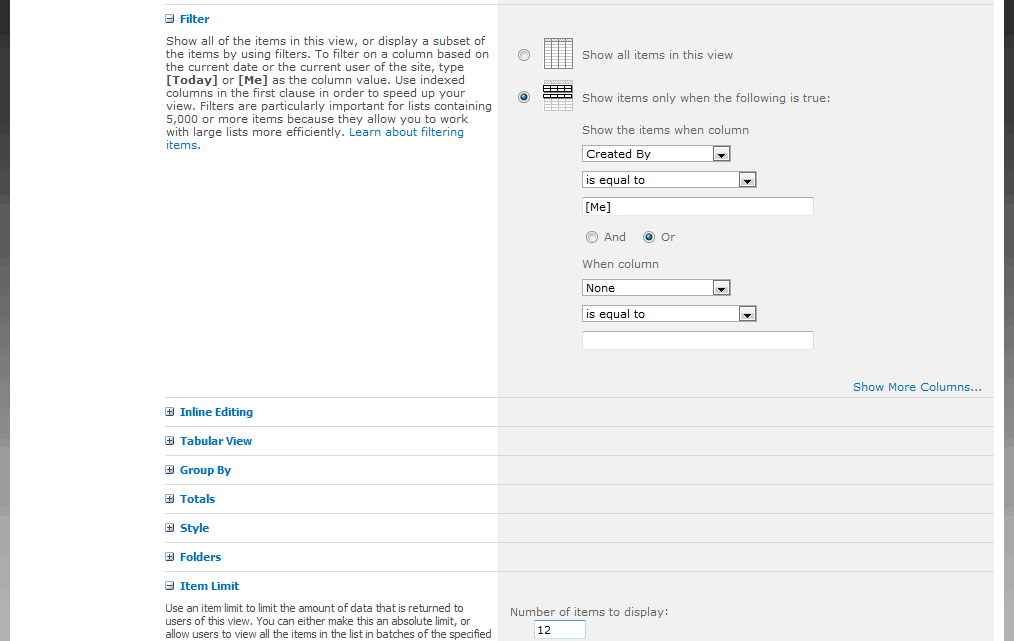 Filter
Show all of the items in this view, or display a subset of
the items by using filters. To filter on a column based on
the current date or the current user of the site, type
[Today] or [Me] as the column value. Use indexed
columns in the first clause in order to speed up your
view. Filters are particularly important for lists containing
5,000 or more items because they allow you to work
with large lists more efficiently. Learn about filtering
items.
Show all items in this view
Show items only when the following is true:
Show the items when column
Created By
is equal to
[Me]
And Or
When column
None
is equal to
Show More Columns...
Inline Editing
Tabular View
Group By
Totals
Style
Folders
Item Limit
Use an item limit to limit the amount of data that is returned to
users of this view. You can either make this an absolute limit, or
allow users to view all the items in the list in batches of the specified
Number of items to display:
12